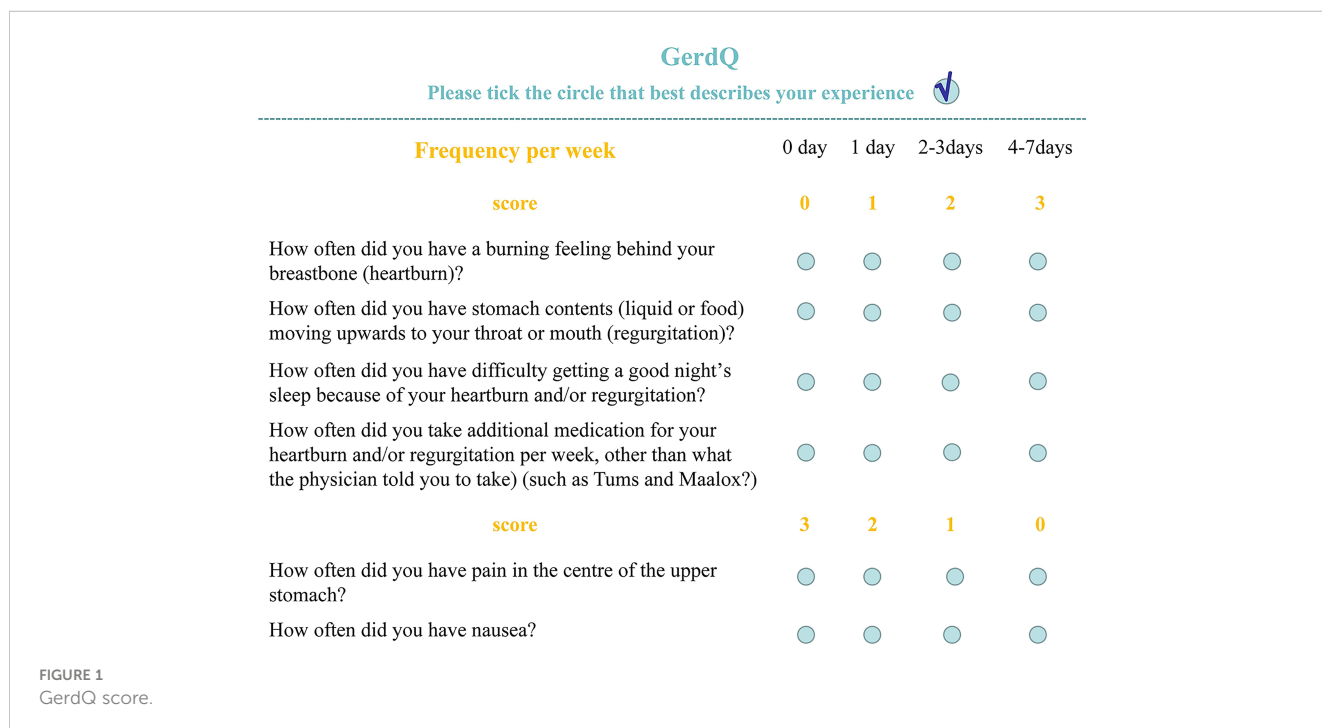 GerdQ
Please tick the circle that best describes your experience
Frequency per week 0 day 1 day 2-3days 4-7days
score 0 1 2 3
How often did you have a burning feeling behind your
breastbone (heartburn)?
How often did you have stomach contents (liquid or food)
moving upwards to your throat or mouth (regurgitation)?
How often did you have difficulty getting a good night’s
sleep because of your heartburn and/or regurgitation?
How often did you take additional medication for your
heartburn and/or regurgitation per week, other than what
the physician told you to take) (such as Tums and Maalox?)
score 3 2 1 0
How often did you have pain in the centre of the upper
stomach?
How often did you have nausea?
FIGURE 1
GerdQ score.